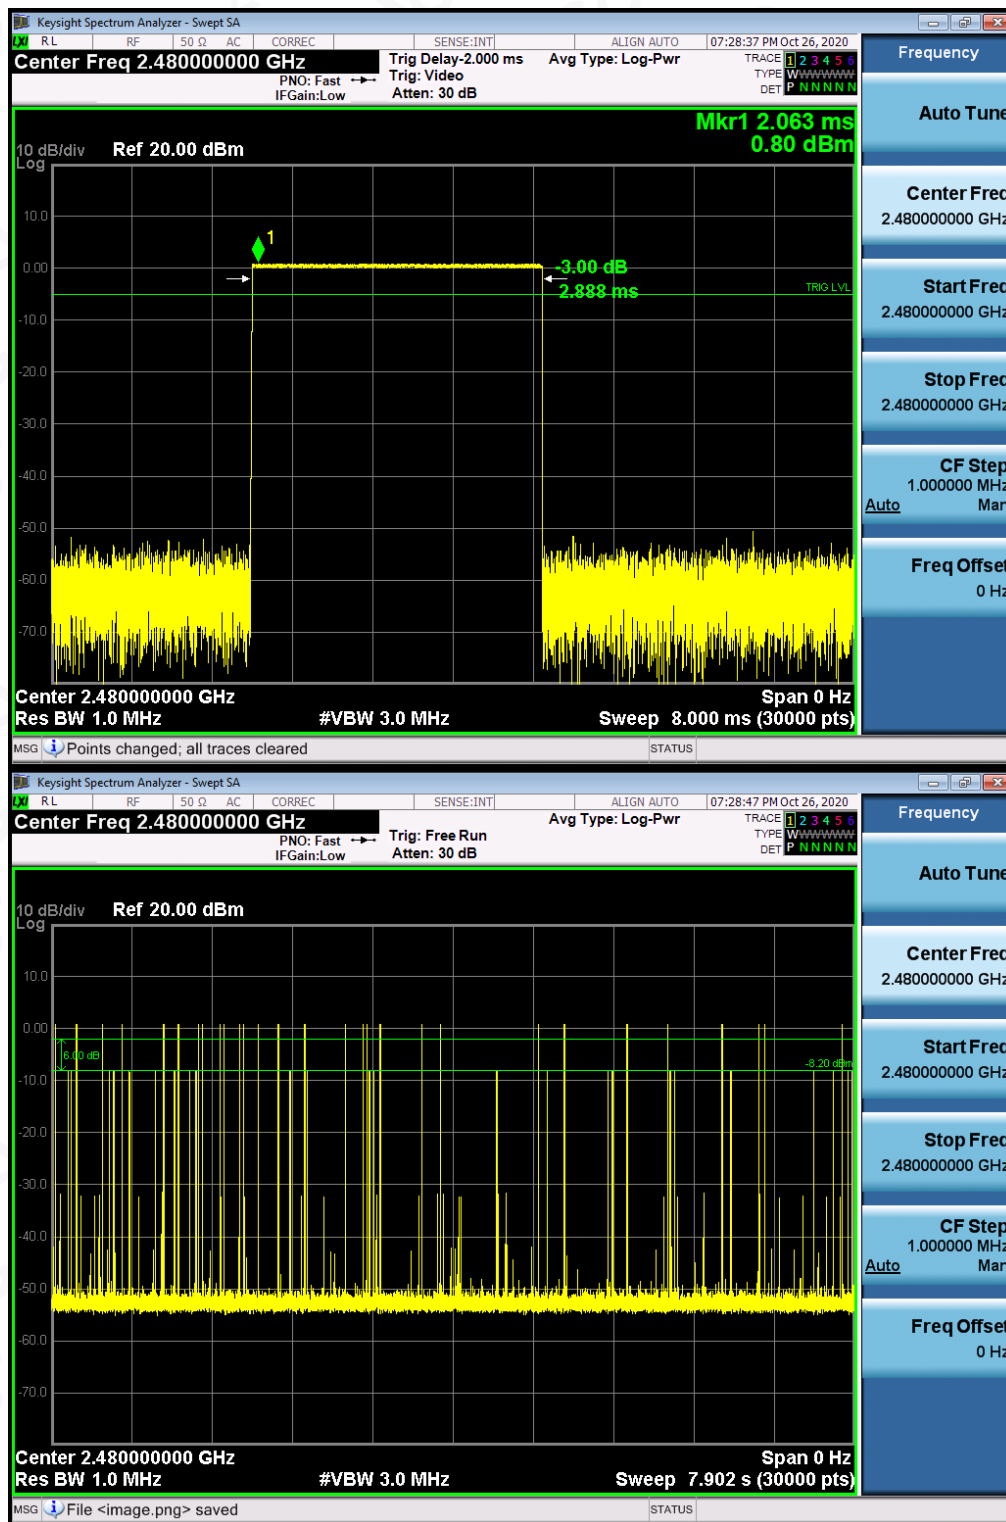 Keysight Spectrum Analyzer - Swept SA
LXI RL RF 50 Ω AC CORREC SENSE:INT ALIGN AUTO 07:28:37 PM Oct 26, 2020
Center Freq 2.480000000 GHz
PNO: Fast
IFGain:Low
Trig Delay-2.000 ms
Trig: Video
Atten: 30 dB
Avg Type: Log-Pwr
TRACE 1 2 3 4 5 6
TYPE W WWWWW
DET P N N N N N
Mkr1 2.063 ms
0.80 dBm
10 dB/div Ref 20.00 dBm
Log
10.0
1
0.00
-3.00 dB
2.888 ms
TRIG LVL
-10.0
-20.0
-30.0
-40.0
-50.0
-60.0
-70.0
Center 2.480000000 GHz Span 0 Hz
Res BW 1.0 MHz #VBW 3.0 MHz Sweep 8.000 ms (30000 pts)
MSG Points changed; all traces cleared STATUS
Frequency
Auto Tune
Center Freq
2.480000000 GHz
Start Freq
2.480000000 GHz
Stop Freq
2.480000000 GHz
CF Step
1.000000 MHz
Auto Man
Freq Offset
0 Hz
Keysight Spectrum Analyzer - Swept SA
LXI RL RF 50 Ω AC CORREC SENSE:INT ALIGN AUTO 07:28:47 PM Oct 26, 2020
Center Freq 2.480000000 GHz
PNO: Fast
IFGain:Low
Trig: Free Run
Atten: 30 dB
Avg Type: Log-Pwr
TRACE 1 2 3 4 5 6
TYPE W WWWWW
DET P N N N N N
10 dB/div Ref 20.00 dBm
Log
10.0
0.00
6.00 dB
-8.20 dBm
-10.0
-20.0
-30.0
-40.0
-50.0
-60.0
-70.0
Center 2.480000000 GHz Span 0 Hz
Res BW 1.0 MHz #VBW 3.0 MHz Sweep 7.902 s (30000 pts)
MSG File <image.png> saved STATUS
Frequency
Auto Tune
Center Freq
2.480000000 GHz
Start Freq
2.480000000 GHz
Stop Freq
2.480000000 GHz
CF Step
1.000000 MHz
Auto Man
Freq Offset
0 Hz